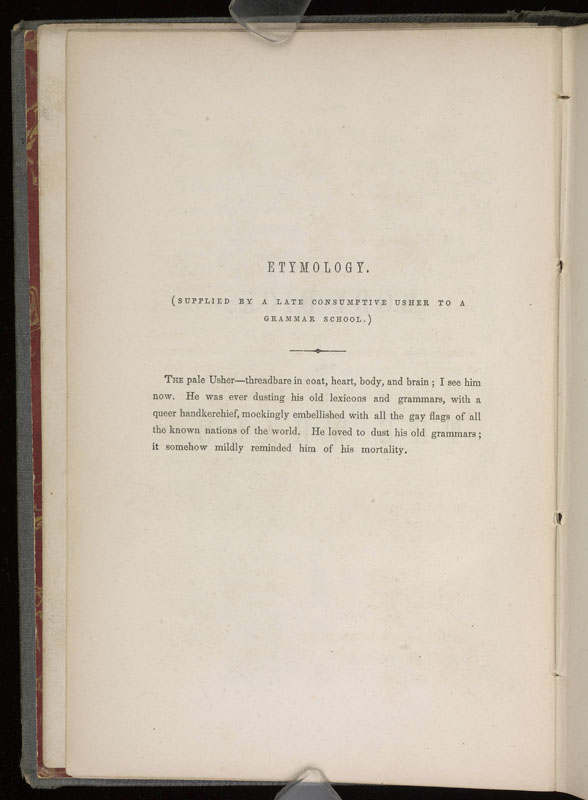 ETYMOLOGY.
(SUPPLIED BY A LATE CONSUMPTIVE USHER TO A
GRAMMAR SCHOOL.)
THE pale Usher—threadbare in coat, heart, body, and brain; I see him
now. He was ever dusting his old lexicons and grammars, with a
queer handkerchief, mockingly embellished with all the gay flags of all
the known nations of the world. He loved to dust his old grammars;
it somehow mildly reminded him of his mortality.